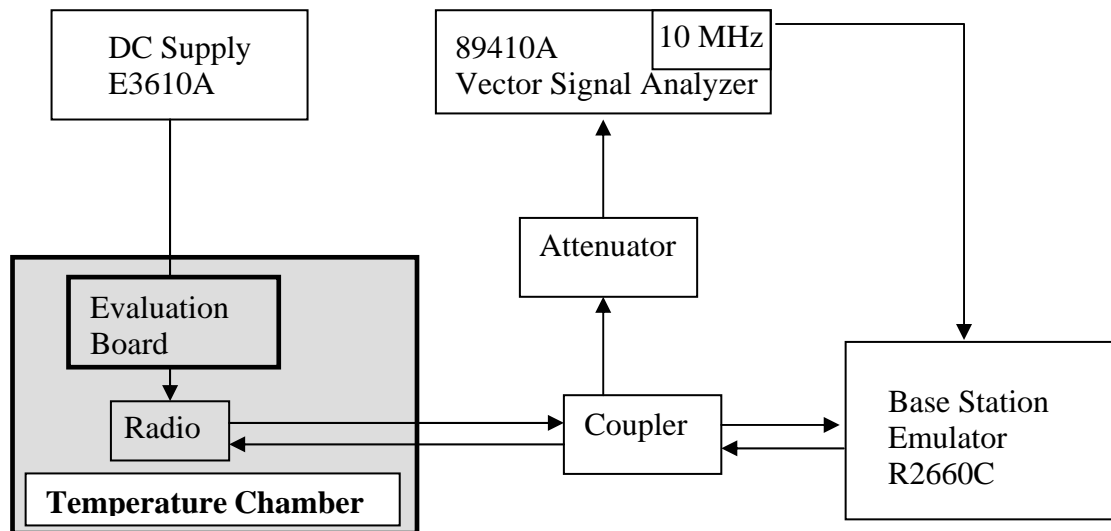 DC Supply
E3610A
89410A
Vector Signal Analyzer
10 MHz
Attenuator
Evaluation
Board
Radio
Coupler
Base Station
Emulator
R2660C
Temperature Chamber